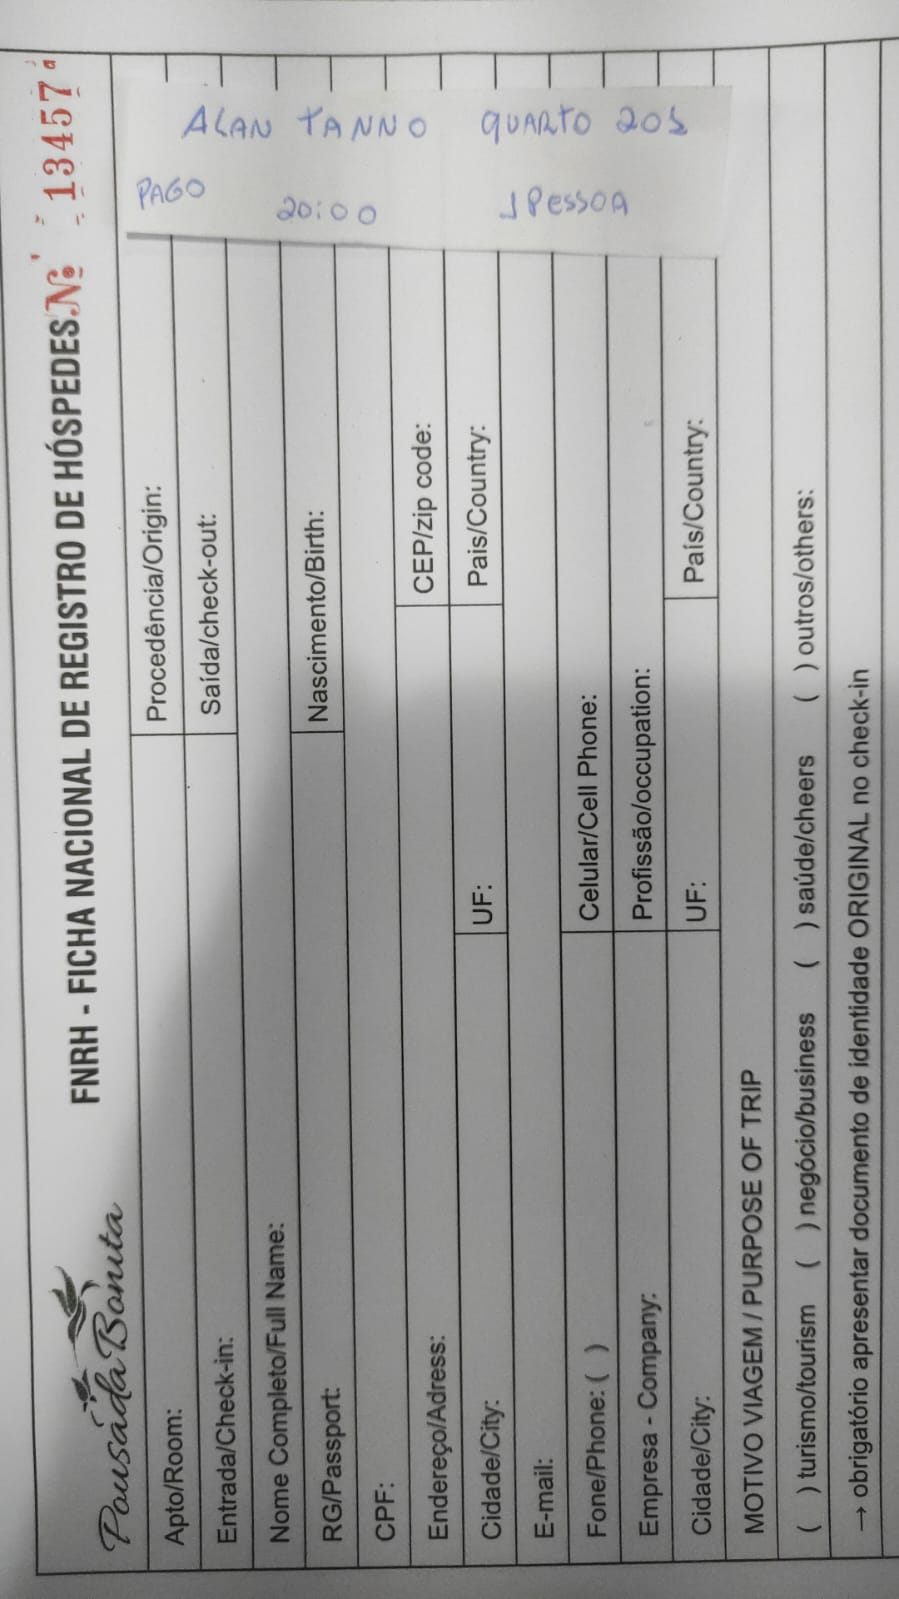 Pousada Bonita
FNRH - FICHA NACIONAL DE REGISTRO DE HÓSPEDES Nº 13457
ALAN TANNO QUARTO 205
PAGO 20:00 1 PESSOA
Apto/Room: Procedência/Origin:
Entrada/Check-in: Saída/check-out:
Nome Completo/Full Name:
RG/Passport: Nascimento/Birth:
CPF:
Endereço/Adress: CEP/zip code:
Cidade/City: UF: Pais/Country:
E-mail:
Fone/Phone: ( ) Celular/Cell Phone:
Empresa - Company: Profissão/occupation:
Cidade/City: UF: País/Country:
MOTIVO VIAGEM / PURPOSE OF TRIP
( ) turismo/tourism ( ) negócio/business ( ) saúde/cheers ( ) outros/others:
→ obrigatório apresentar documento de identidade ORIGINAL no check-in